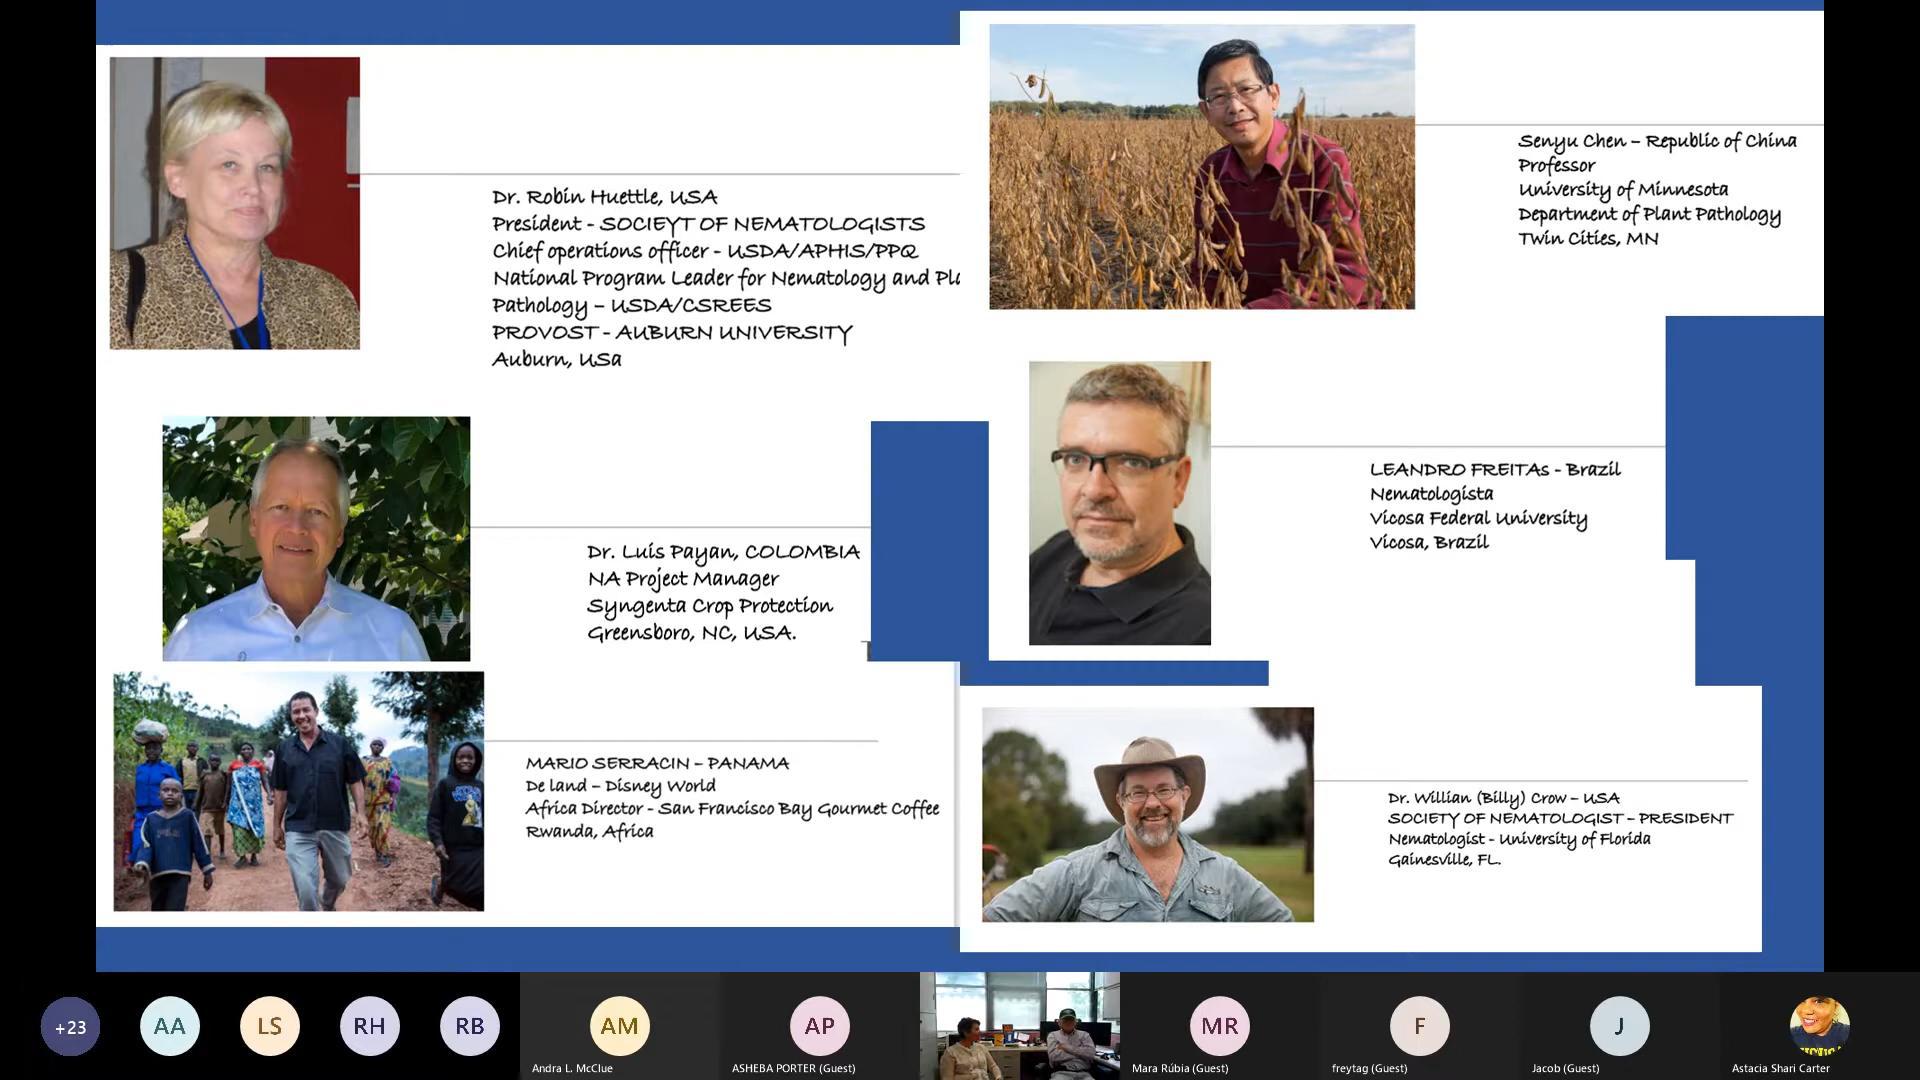 Dr. Robin Huettle, USA
President - SOCIEYT OF NEMATOLOGISTS
Chief operations officer - USDA/APHIS/PPQ
National Program Leader for Nematology and Pla
Pathology – USDA/CSREES
PROVOST - AUBURN UNIVERSITY
Auburn, USa
Senyu Chen – Republic of China
Professor
University of Minnesota
Department of Plant Pathology
Twin Cities, MN
Dr. Luis Payan, COLOMBIA
NA Project Manager
Syngenta Crop Protection
Greensboro, NC, USA.
LEANDRO FREITAs - Brazil
Nematologista
Vicosa Federal University
Vicosa, Brazil
MARIO SERRACIN – PANAMA
De land – Disney World
Africa Director - San Francisco Bay Gourmet Coffee
Rwanda, Africa
Dr. Willian (Billy) Crow – USA
SOCIETY OF NEMATOLOGIST – PRESIDENT
Nematologist - University of Florida
Gainesville, FL.
+23
AA
LS
RH
RB
AM
Andra L. McClue
AP
ASHEBA PORTER (Guest)
MR
Mara Rúbia (Guest)
F
freytag (Guest)
J
Jacob (Guest)
Astacia Shari Carter